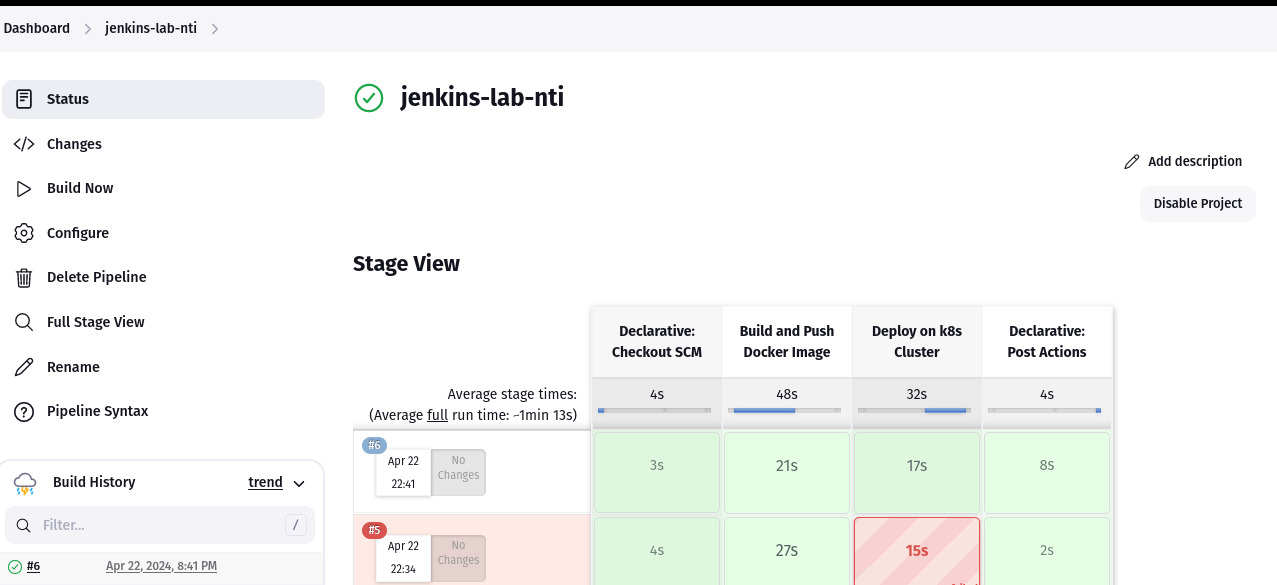 Dashboard
jenkins-lab-nti
Status
Changes
Build Now
Configure
Delete Pipeline
Full Stage View
Rename
Pipeline Syntax
Build History
trend
Filter...
/
#6
Apr 22, 2024, 8:41 PM
jenkins-lab-nti
Add description
Disable Project
Stage View
Declarative:
Checkout SCM
Build and Push
Docker Image
Deploy on k8s
Cluster
Declarative:
Post Actions
Average stage times:
(Average full run time: ~1min 13s)
4s
48s
32s
4s
#6
Apr 22
22:41
No
Changes
3s
21s
17s
8s
#5
Apr 22
22:34
No
Changes
4s
27s
15s
2s